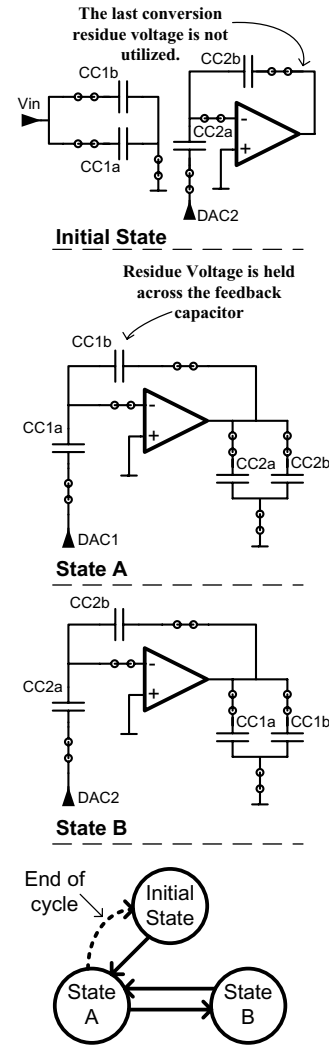 The last conversion
residue voltage is not
utilized.
CC2b
CC1b
Vin
CC2a
CC1a
-
+
DAC2
Initial State
Residue Voltage is held
across the feedback
capacitor
CC1b
CC1a
-
+
CC2a
CC2b
DAC1
State A
CC2b
CC2a
-
+
CC1a
CC1b
DAC2
State B
End of
cycle
Initial
State
State
A
State
B